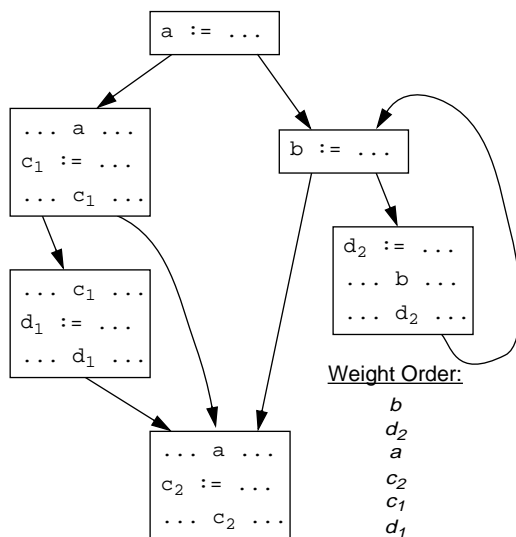 a := ...
... a ...
c1 := ...
... c1 ...
b := ...
d2 := ...
... b ...
... d2 ...
... c1 ...
d1 := ...
... d1 ...
... a ...
c2 := ...
... c2 ...
Weight Order:
b
d2
a
c2
c1
d1